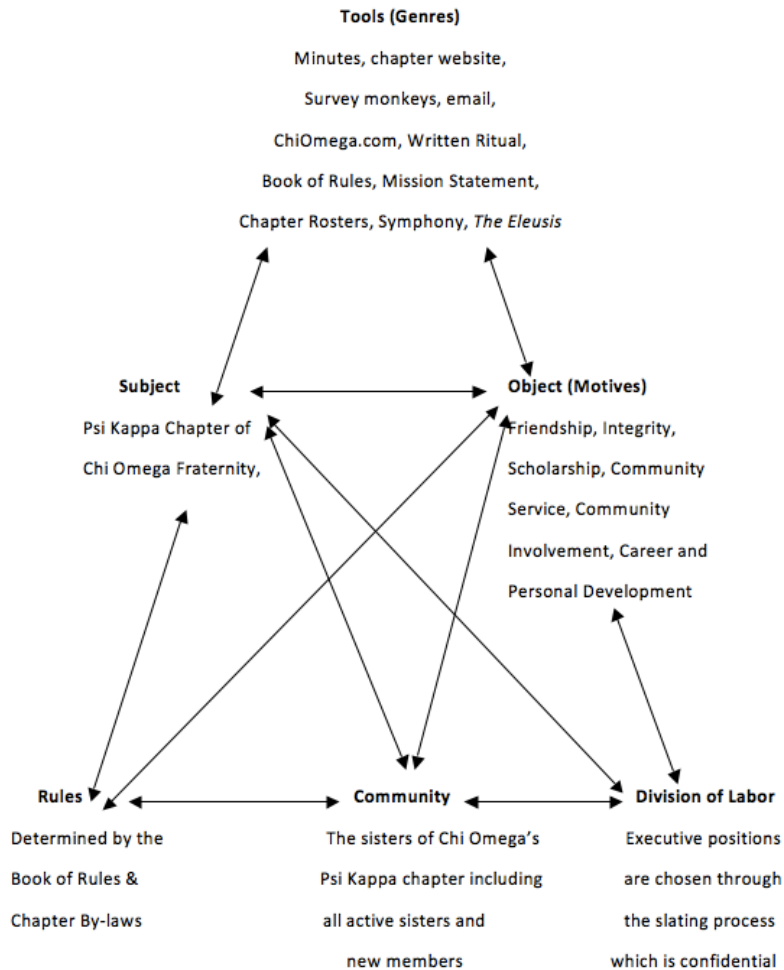 Tools (Genres)
Minutes, chapter website,
Survey monkeys, email,
ChiOmega.com, Written Ritual,
Book of Rules, Mission Statement,
Chapter Rosters, Symphony, The Eleusis
Subject
Psi Kappa Chapter of
Chi Omega Fraternity,
Object (Motives)
Friendship, Integrity,
Scholarship, Community
Service, Community
Involvement, Career and
Personal Development
Rules
Determined by the
Book of Rules &
Chapter By-laws
Community
The sisters of Chi Omega’s
Psi Kappa chapter including
all active sisters and
new members
Division of Labor
Executive positions
are chosen through
the slating process
which is confidential